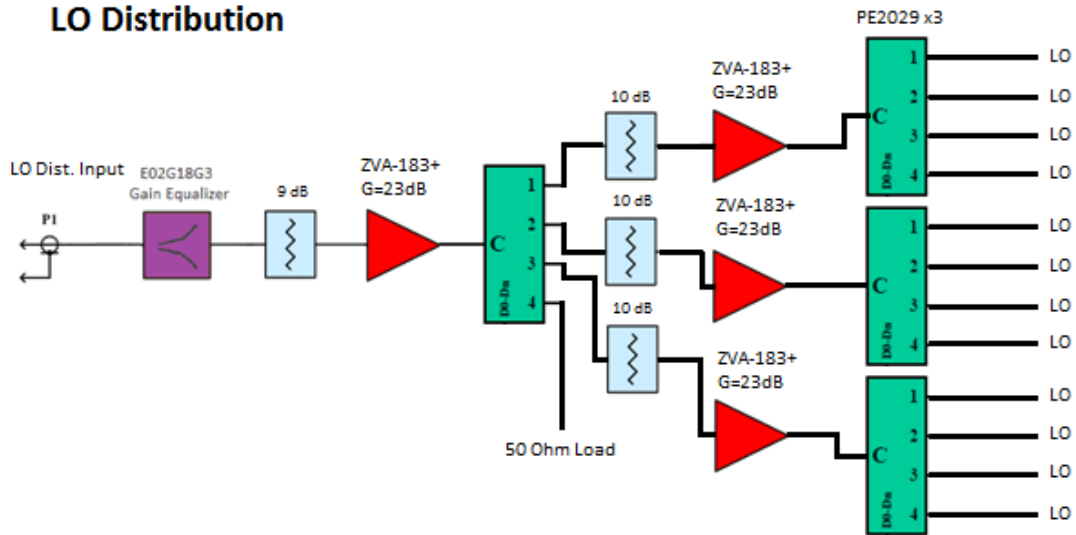 LO Distribution
LO Dist. Input
P1
E02G18G3
Gain Equalizer
9 dB
ZVA-183+
G=23dB
C
D0-Dn
1
2
3
4
50 Ohm Load
10 dB
10 dB
10 dB
ZVA-183+
G=23dB
ZVA-183+
G=23dB
ZVA-183+
G=23dB
PE2029 x3
C
D0-Dn
1
2
3
4
LO
LO
LO
LO
C
D0-Dn
1
2
3
4
LO
LO
LO
LO
C
D0-Dn
1
2
3
4
LO
LO
LO
LO